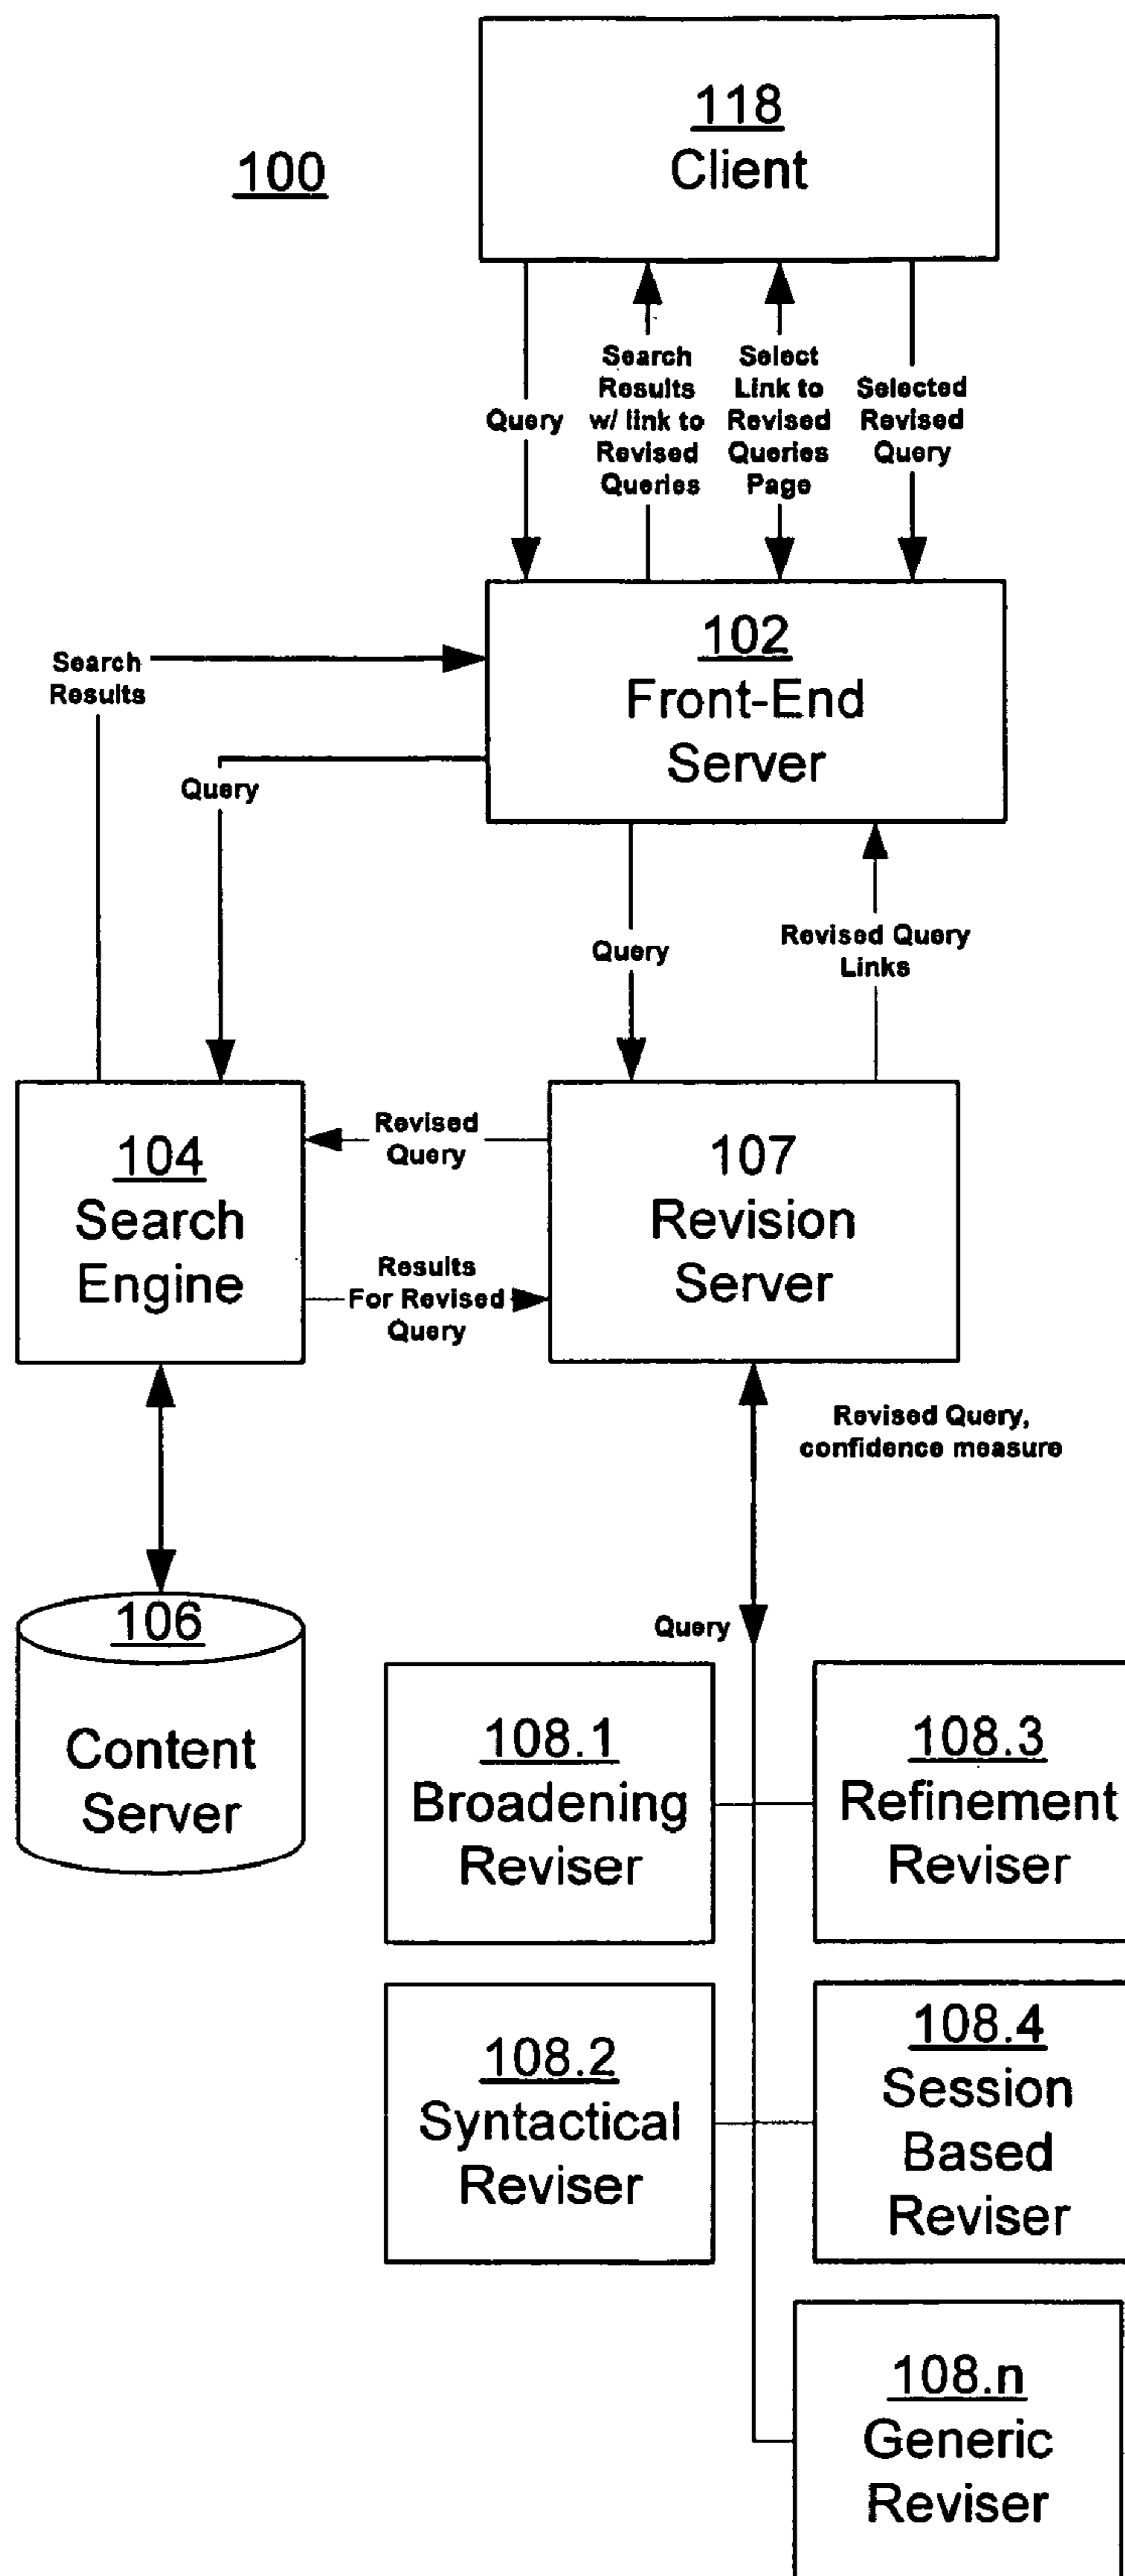 100
118
Client
Query
Search
Results
w/ link to
Revised
Queries
Select
Link to
Revised
Queries
Page
Selected
Revised
Query
102
Front-End
Server
Search
Results
Query
Query
Revised Query
Links
104
Search
Engine
Revised
Query
Results
For Revised
Query
107
Revision
Server
Revised Query,
confidence measure
Query
106
Content
Server
108.1
Broadening
Reviser
108.3
Refinement
Reviser
108.2
Syntactical
Reviser
108.4
Session
Based
Reviser
108.n
Generic
Reviser